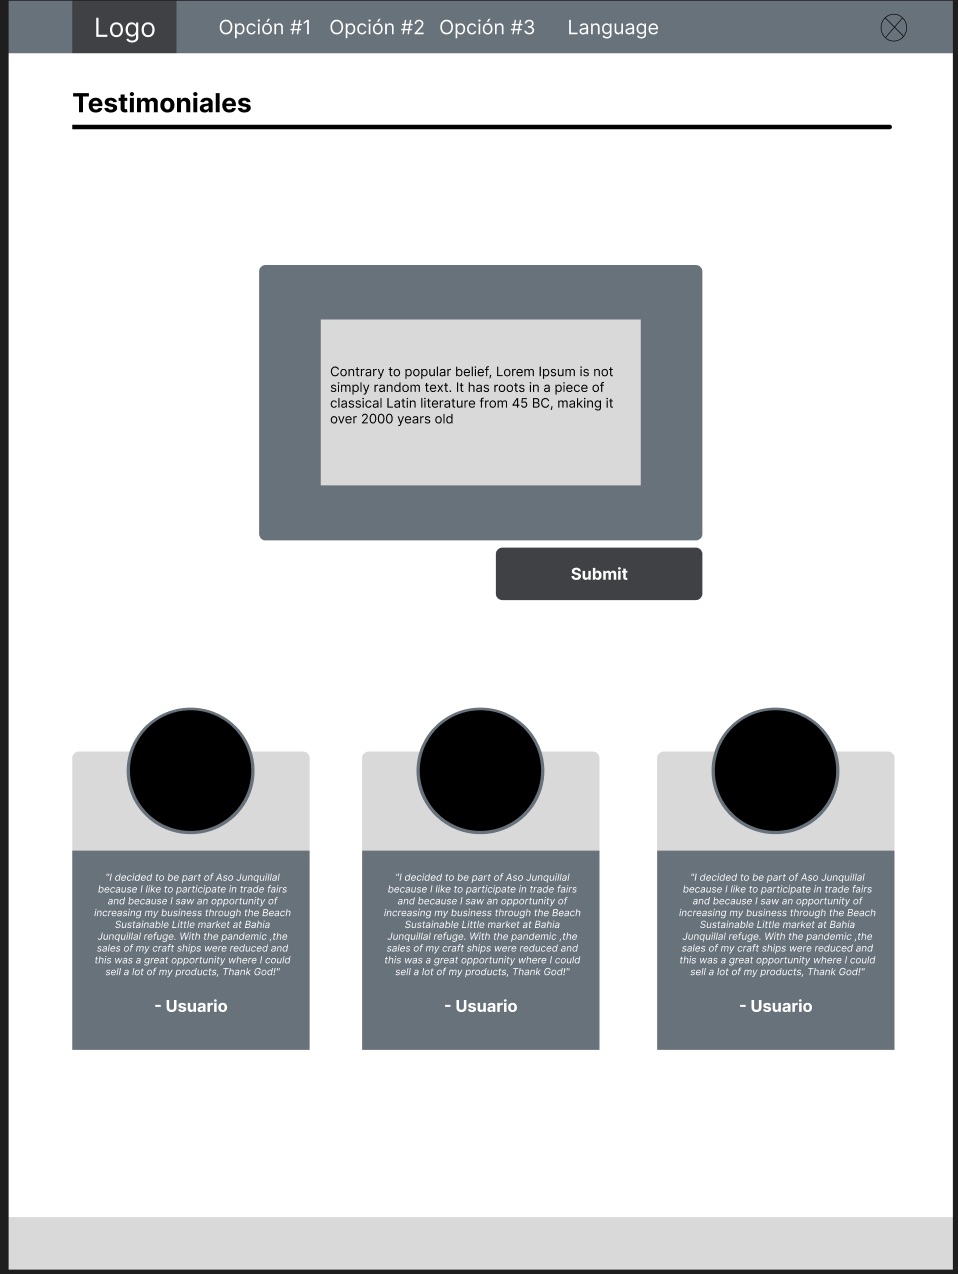 Logo
Opción #1 Opción #2 Opción #3 Language
Testimoniales
Contrary to popular belief, Lorem Ipsum is not
simply random text. It has roots in a piece of
classical Latin literature from 45 BC, making it
over 2000 years old
Submit
"I decided to be part of Aso Junquillal
because I like to participate in trade fairs
and because I saw an opportunity of
increasing my business through the Beach
Sustainable Little market at Bahia
Junquillal refuge. With the pandemic ,the
sales of my craft ships were reduced and
this was a great opportunity where I could
sell a lot of my products, Thank God!"
- Usuario
"I decided to be part of Aso Junquillal
because I like to participate in trade fairs
and because I saw an opportunity of
increasing my business through the Beach
Sustainable Little market at Bahia
Junquillal refuge. With the pandemic ,the
sales of my craft ships were reduced and
this was a great opportunity where I could
sell a lot of my products, Thank God!"
- Usuario
"I decided to be part of Aso Junquillal
because I like to participate in trade fairs
and because I saw an opportunity of
increasing my business through the Beach
Sustainable Little market at Bahia
Junquillal refuge. With the pandemic ,the
sales of my craft ships were reduced and
this was a great opportunity where I could
sell a lot of my products, Thank God!"
- Usuario